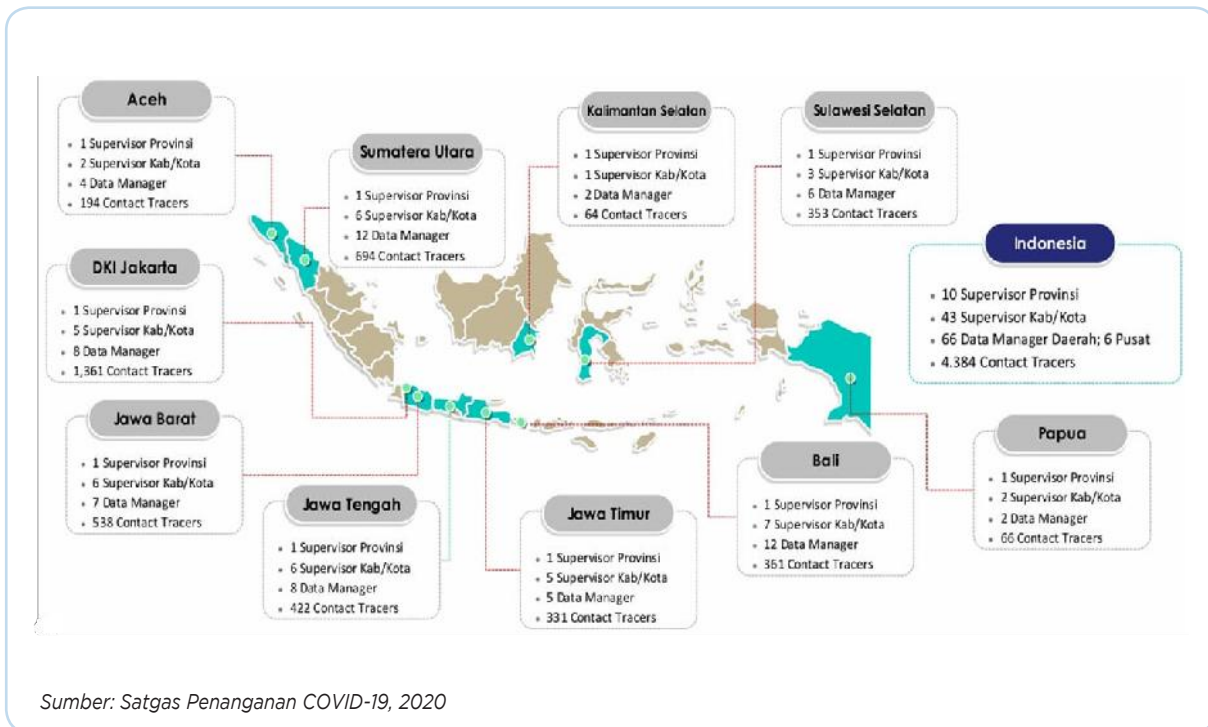 Aceh
• 1 Supervisor Provinsi
• 2 Supervisor Kab/Kota
• 4 Data Manager
• 194 Contact Tracers
Sumatera Utara
• 1 Supervisor Provinsi
• 6 Supervisor Kab/Kota
• 12 Data Manager
• 694 Contact Tracers
Kalimantan Selatan
• 1 Supervisor Provinsi
• 1 Supervisor Kab/Kota
• 2 Data Manager
• 64 Contact Tracers
Sulawesi Selatan
• 1 Supervisor Provinsi
• 3 Supervisor Kab/Kota
• 6 Data Manager
• 353 Contact Tracers
DKI Jakarta
• 1 Supervisor Provinsi
• 5 Supervisor Kab/Kota
• 8 Data Manager
• 1,361 Contact Tracers
Indonesia
• 10 Supervisor Provinsi
• 43 Supervisor Kab/Kota
• 66 Data Manager Daerah; 6 Pusat
• 4.384 Contact Tracers
Jawa Barat
• 1 Supervisor Provinsi
• 6 Supervisor Kab/Kota
• 7 Data Manager
• 538 Contact Tracers
Jawa Tengah
• 1 Supervisor Provinsi
• 6 Supervisor Kab/Kota
• 8 Data Manager
• 422 Contact Tracers
Jawa Timur
• 1 Supervisor Provinsi
• 5 Supervisor Kab/Kota
• 5 Data Manager
• 331 Contact Tracers
Bali
• 1 Supervisor Provinsi
• 7 Supervisor Kab/Kota
• 12 Data Manager
• 361 Contact Tracers
Papua
• 1 Supervisor Provinsi
• 2 Supervisor Kab/Kota
• 2 Data Manager
• 66 Contact Tracers
Sumber: Satgas Penanganan COVID-19, 2020